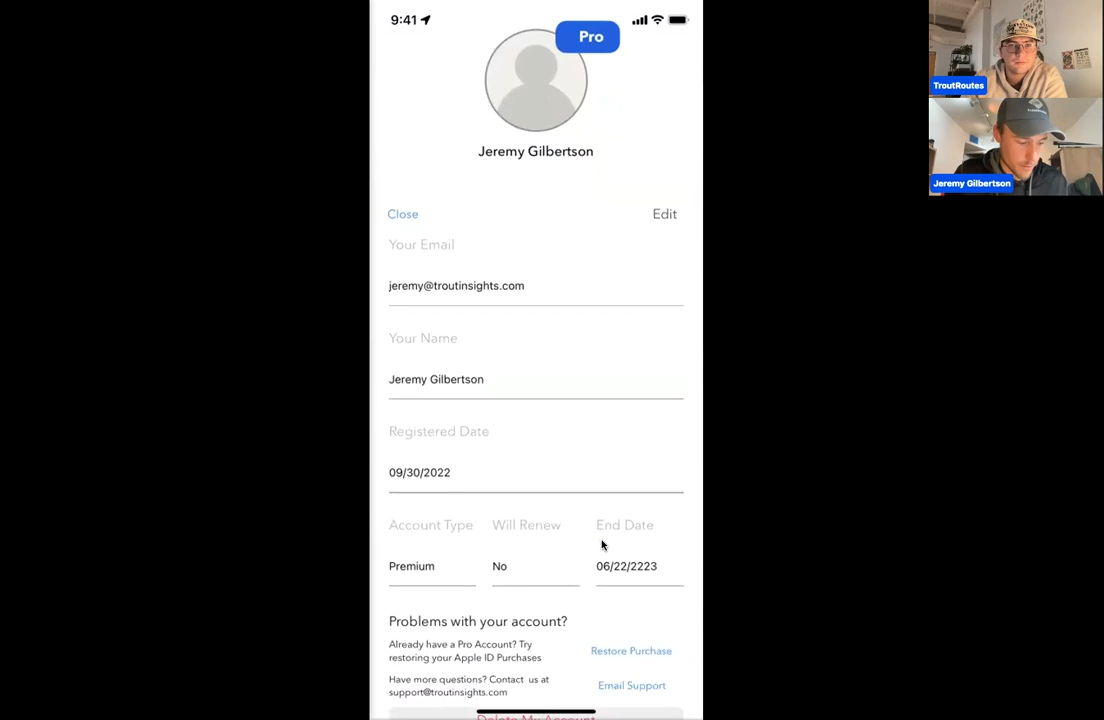 9:41
Pro
Jeremy Gilbertson
Close
Edit
Your Email
jeremy@troutinsights.com
Your Name
Jeremy Gilbertson
Registered Date
09/30/2022
Account Type
Will Renew
End Date
Premium
No
06/22/2223
Problems with your account?
Already have a Pro Account? Try
restoring your Apple ID Purchases
Restore Purchase
Have more questions? Contact us at
support@troutinsights.com
Email Support
Delete My Account
TroutRoutes
Jeremy Gilbertson